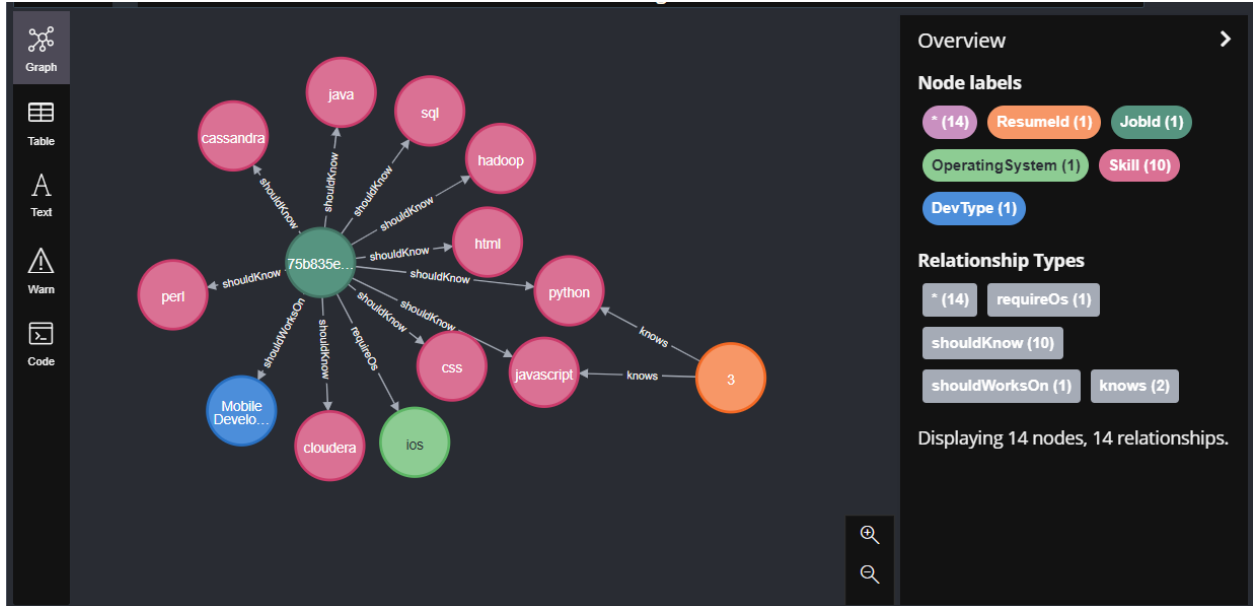 Graph
Table
Text
Warn
Code
java
sql
cassandra
hadoop
html
75b835e...
perl
python
css
javascript
3
Mobile
Develo...
cloudera
ios
shouldKnow
shouldKnow
shouldKnow
shouldKnow
shouldKnow
shouldKnow
shouldKnow
shouldKnow
shouldKnow
shouldKnow
shouldWorksOn
requireOs
knows
knows
Overview
Node labels
* (14) ResumeId (1) JobId (1)
OperatingSystem (1) Skill (10)
DevType (1)
Relationship Types
* (14) requireOs (1)
shouldKnow (10)
shouldWorksOn (1) knows (2)
Displaying 14 nodes, 14 relationships.